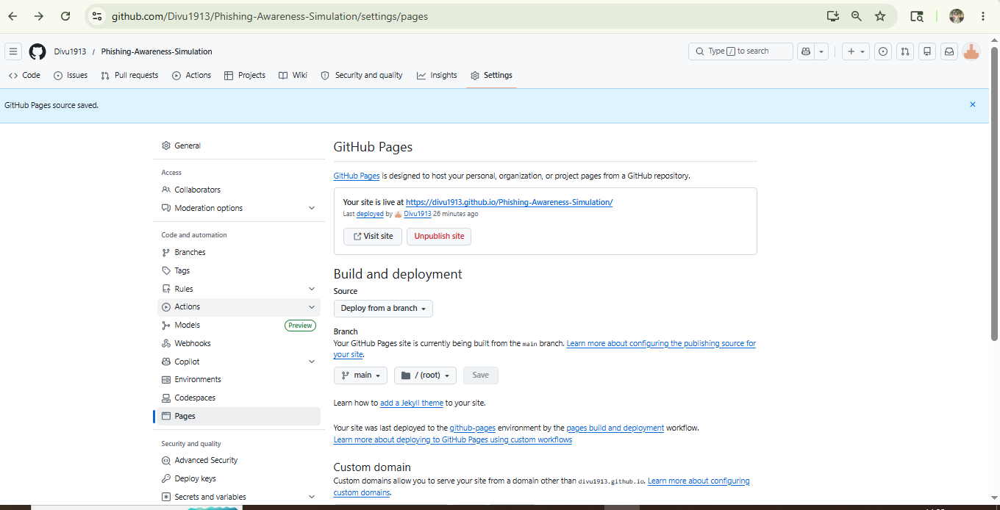 github.com/Divu1913/Phishing-Awareness-Simulation/settings/pages
Divu1913 / Phishing-Awareness-Simulation
Type / to search
Code Issues Pull requests Actions Projects Wiki Security and quality Insights Settings
GitHub Pages source saved.
General
Access
Collaborators
Moderation options
Code and automation
Branches
Tags
Rules
Actions
Models Preview
Webhooks
Copilot
Environments
Codespaces
Pages
Security and quality
Advanced Security
Deploy keys
Secrets and variables
GitHub Pages
GitHub Pages is designed to host your personal, organization, or project pages from a GitHub repository.
Your site is live at https://divu1913.github.io/Phishing-Awareness-Simulation/
Last deployed by Divu1913 26 minutes ago
Visit site Unpublish site
Build and deployment
Source
Deploy from a branch
Branch
Your GitHub Pages site is currently being built from the main branch. Learn more about configuring the publishing source for
your site.
main / (root) Save
Learn how to add a Jekyll theme to your site.
Your site was last deployed to the github-pages environment by the pages build and deployment workflow.
Learn more about deploying to GitHub Pages using custom workflows
Custom domain
Custom domains allow you to serve your site from a domain other than divu1913.github.io. Learn more about configuring
custom domains.